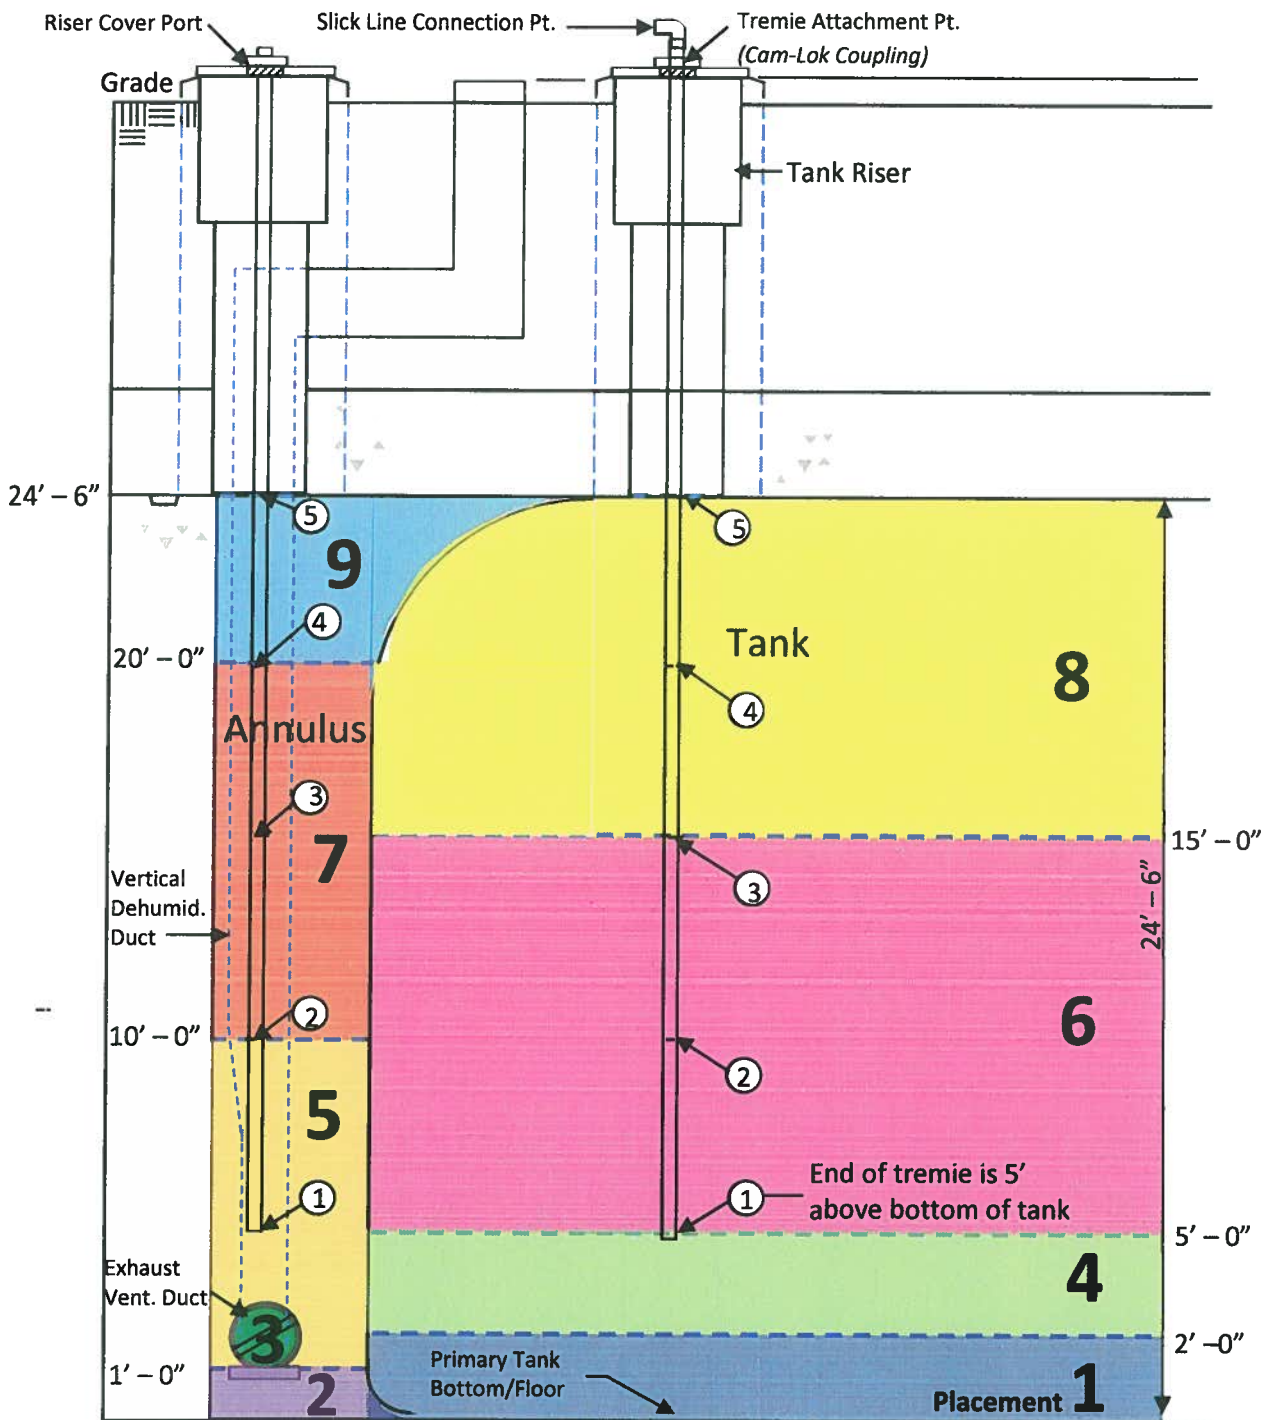 Riser Cover Port
Slick Line Connection Pt.
Tremie Attachment Pt.
(Cam-Lok Coupling)
Grade
Tank Riser
24' – 6"
5
5
9
4
20' – 0"
Tank
8
4
Annulus
3
7
15' – 0"
3
Vertical
Dehumid.
Duct
24' – 6"
2
10' – 0"
6
2
5
1
1
End of tremie is 5'
above bottom of tank
5' – 0"
Exhaust
Vent. Duct
4
3
2' –0"
1' – 0"
Primary Tank
Bottom/Floor
2
Placement 1